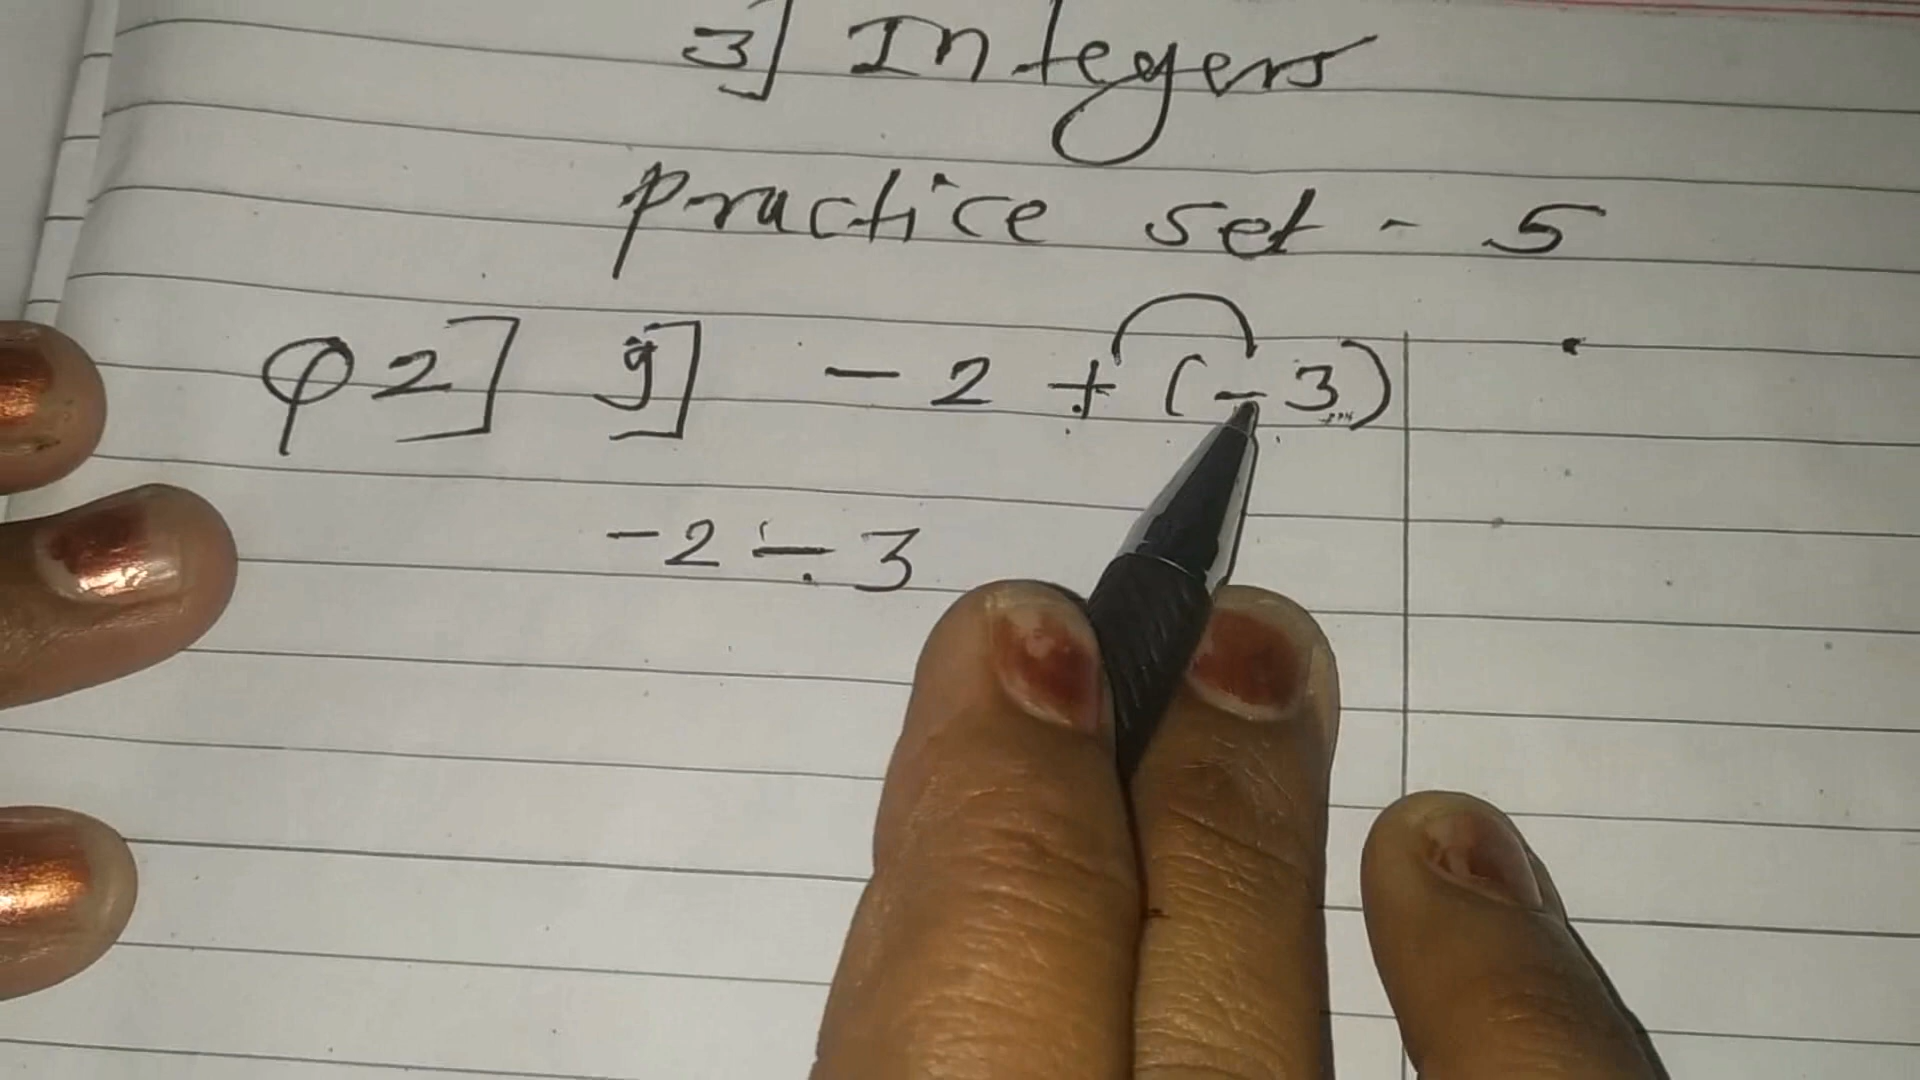 3] Integers
practice set - 5
Q2] g] - 2 + (-3)
-2 - 3